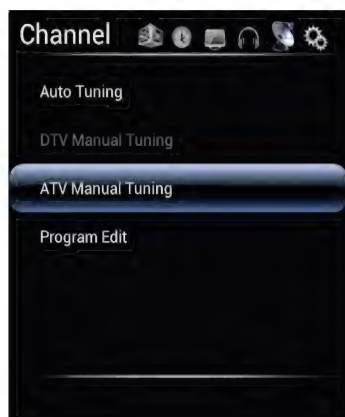 Channel
Auto Tuning
DTV Manual Tuning
ATV Manual Tuning
Program Edit